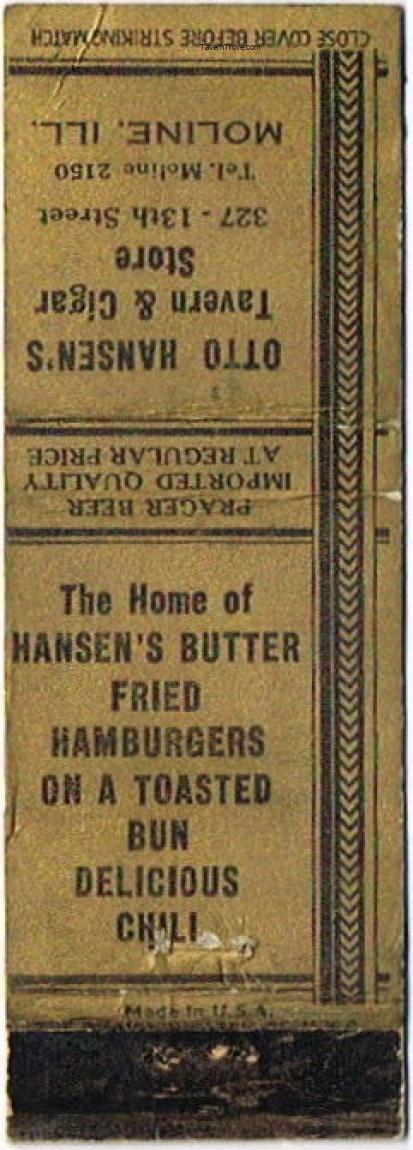 CLOSE COVER BEFORE STRIKING MATCH
TavernTrove.com
OTTO HANSEN'S
Tavern & Cigar
Store
327 - 13th Street
Tel. Moline 2150
MOLINE, ILL.
PRAGER BEER
IMPORTED QUALITY
AT REGULAR PRICE
The Home of
HANSEN'S BUTTER
FRIED
HAMBURGERS
ON A TOASTED
BUN
DELICIOUS
CHILI
Made in U.S.A.